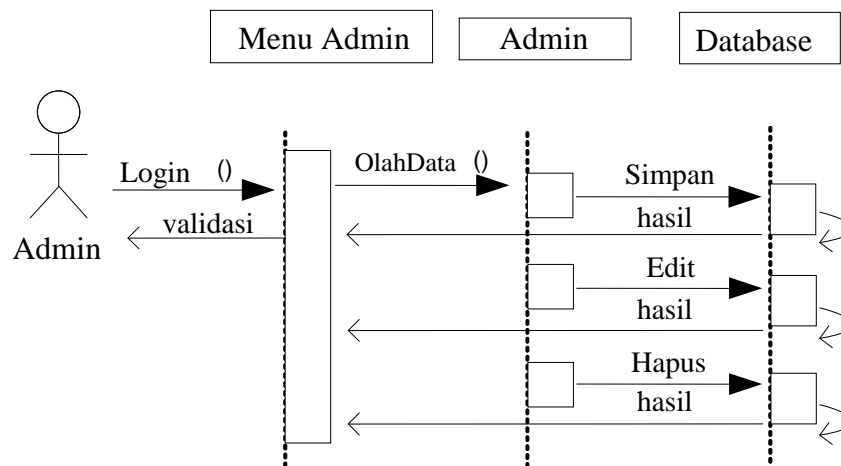 Menu Admin
Admin
Database
Login ()
OlahData ()
Simpan
validasi
hasil
Admin
Edit
hasil
Hapus
hasil